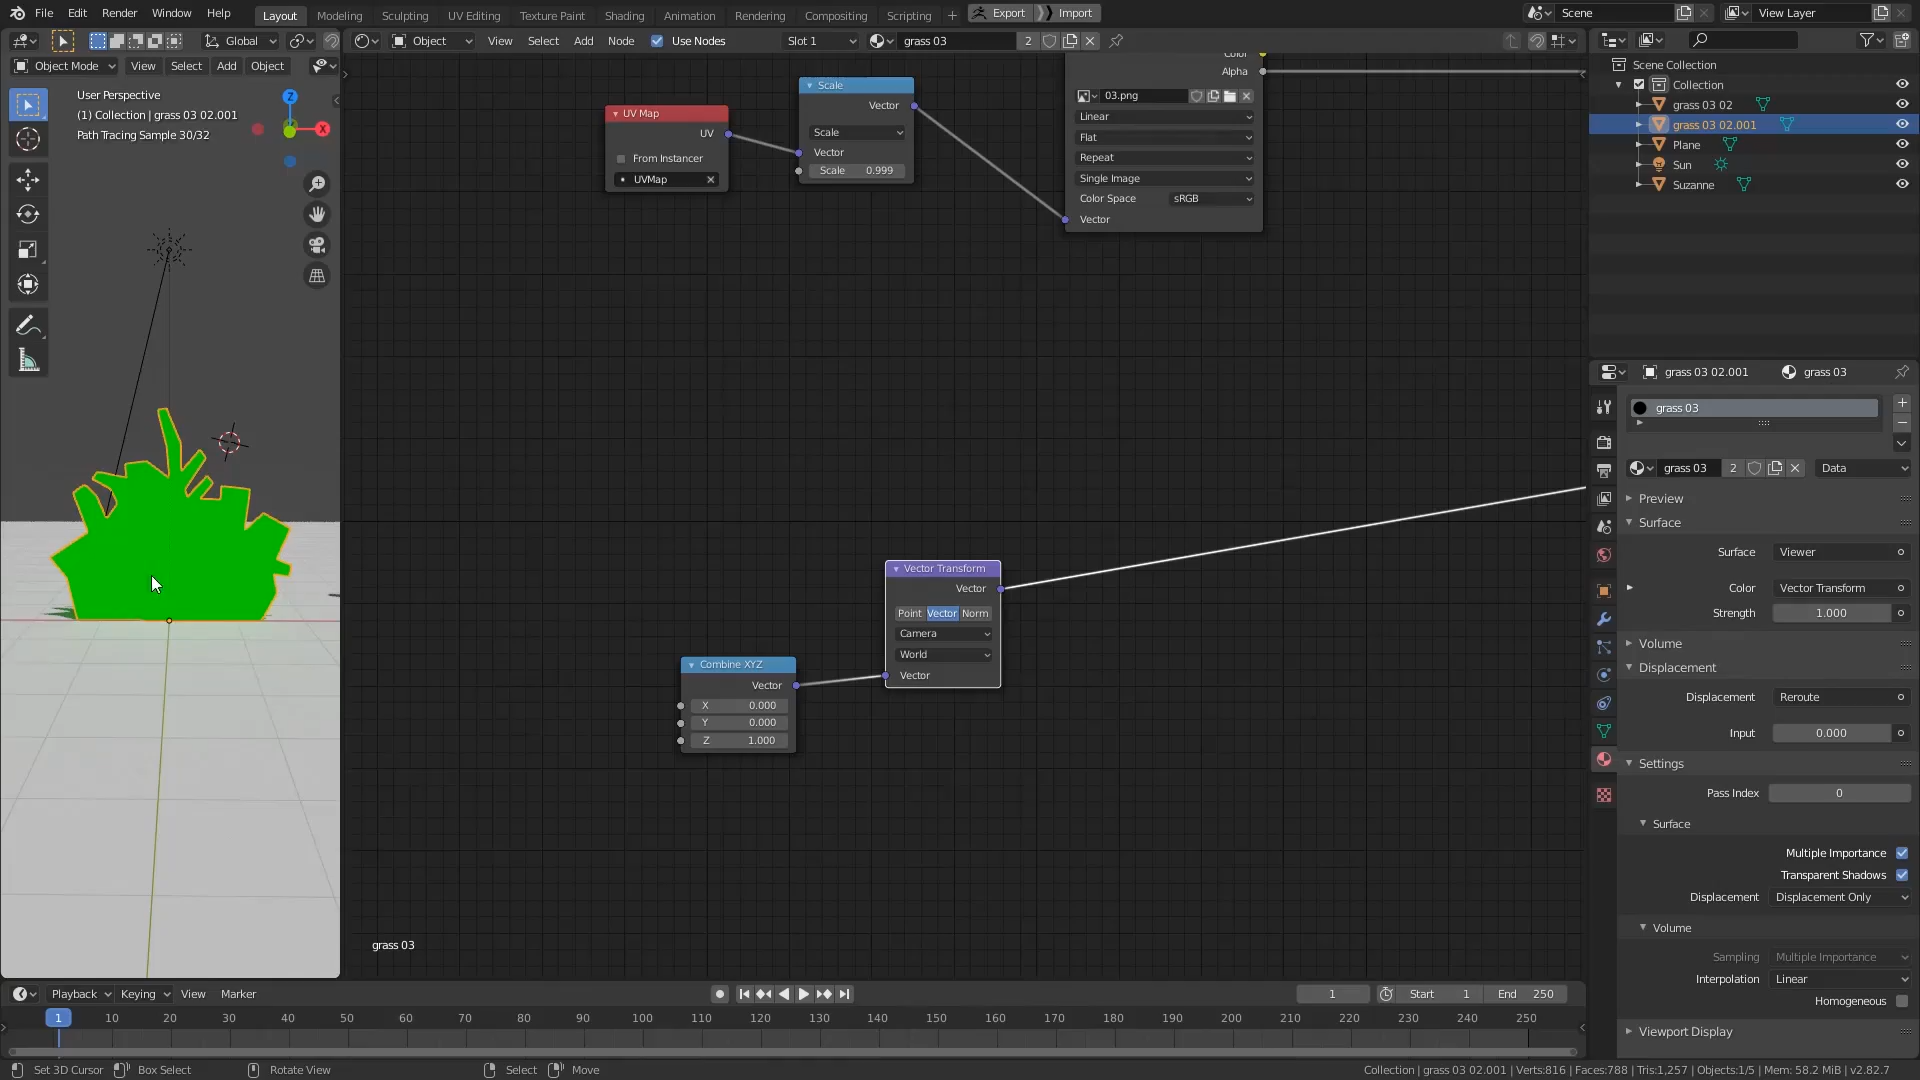 File Edit Render Window Help Layout Modeling Sculpting UV Editing Texture Paint Shading Animation Rendering Compositing Scripting + Export Import Scene View Layer
Global Object View Select Add Node Use Nodes Slot 1 grass 03 2
Object Mode View Select Add Object
User Perspective
(1) Collection | grass 03 02.001
Path Tracing Sample 30/32
Z
X
UV Map
UV
From Instancer
UVMap
Scale
Vector
Scale
Vector
Scale 0.999
Color
Alpha
03.png
Linear
Flat
Repeat
Single Image
Color Space sRGB
Vector
Vector Transform
Vector
Point Vector Norm
Camera
World
Vector
Combine XYZ
Vector
X 0.000
Y 0.000
Z 1.000
grass 03
Scene Collection
Collection
grass 03 02
grass 03 02.001
Plane
Sun
Suzanne
grass 03 02.001 grass 03
grass 03
grass 03 2 Data
Preview
Surface
Surface Viewer
Color Vector Transform
Strength 1.000
Volume
Displacement
Displacement Reroute
Input 0.000
Settings
Pass Index 0
Surface
Multiple Importance
Transparent Shadows
Displacement Displacement Only
Volume
Sampling Multiple Importance
Interpolation Linear
Homogeneous
Viewport Display
Playback Keying View Marker 1 Start 1 End 250
1 10 20 30 40 50 60 70 80 90 100 110 120 130 140 150 160 170 180 190 200 210 220 230 240 250
Set 3D Cursor Box Select Rotate View Select Move Collection | grass 03 02.001 | Verts:816 | Faces:788 | Tris:1,257 | Objects:1/5 | Mem: 58.2 MiB | v2.82.7